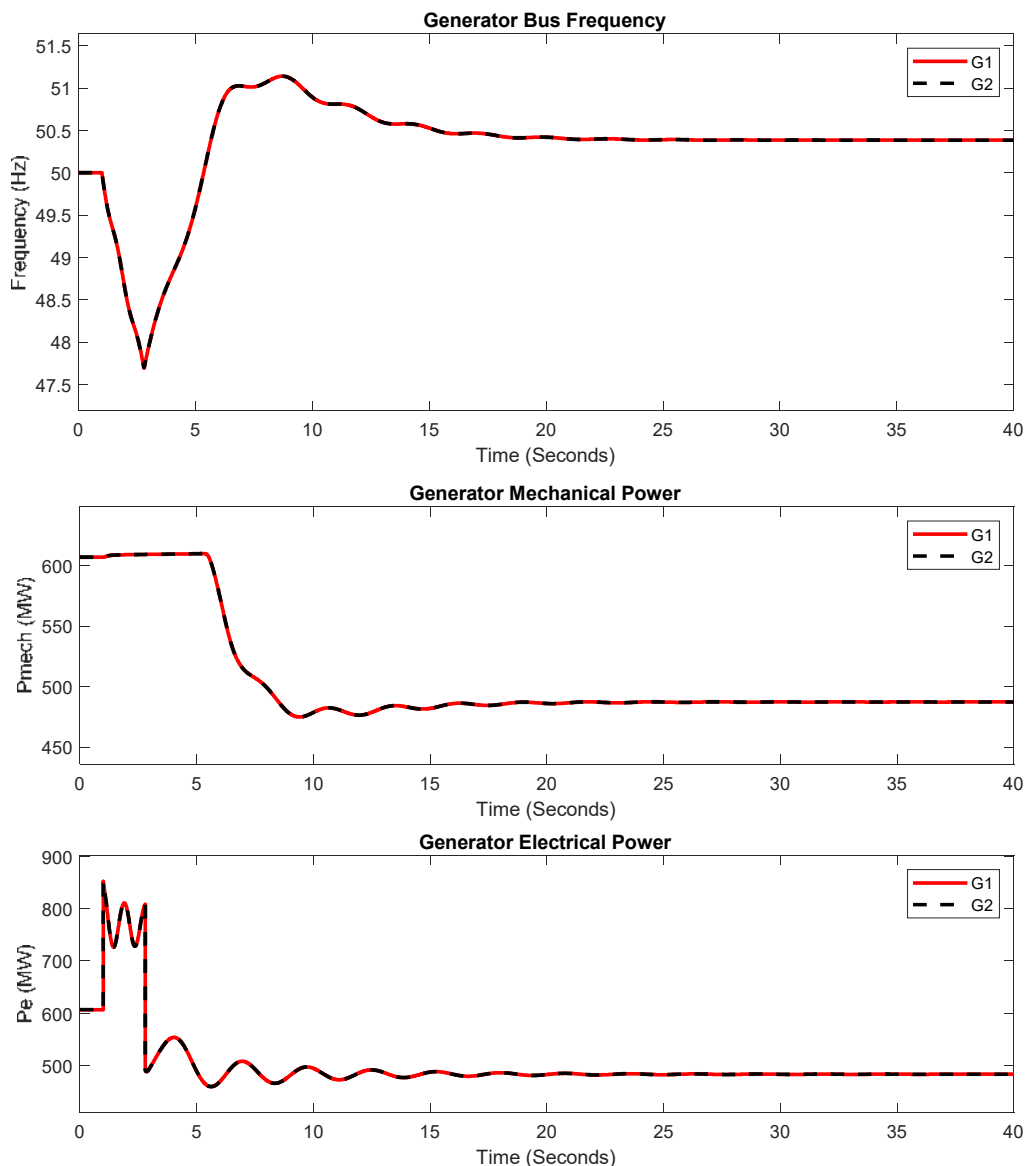 Generator Bus Frequency
51.5
51
50.5
50
49.5
49
48.5
48
47.5
Frequency (Hz)
G1
G2
0 5 10 15 20 25 30 35 40
Time (Seconds)
Generator Mechanical Power
600
550
500
450
Pmech (MW)
G1
G2
0 5 10 15 20 25 30 35 40
Time (Seconds)
Generator Electrical Power
900
800
700
600
500
Pe (MW)
G1
G2
0 5 10 15 20 25 30 35 40
Time (Seconds)